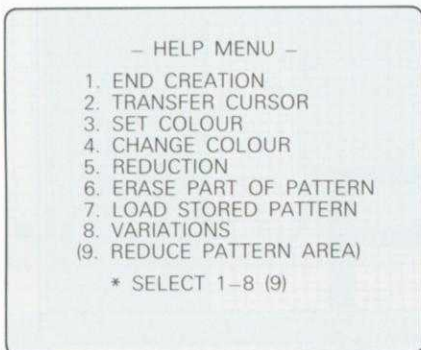 – HELP MENU –
1. END CREATION
2. TRANSFER CURSOR
3. SET COLOUR
4. CHANGE COLOUR
5. REDUCTION
6. ERASE PART OF PATTERN
7. LOAD STORED PATTERN
8. VARIATIONS
(9. REDUCE PATTERN AREA)
* SELECT 1–8 (9)